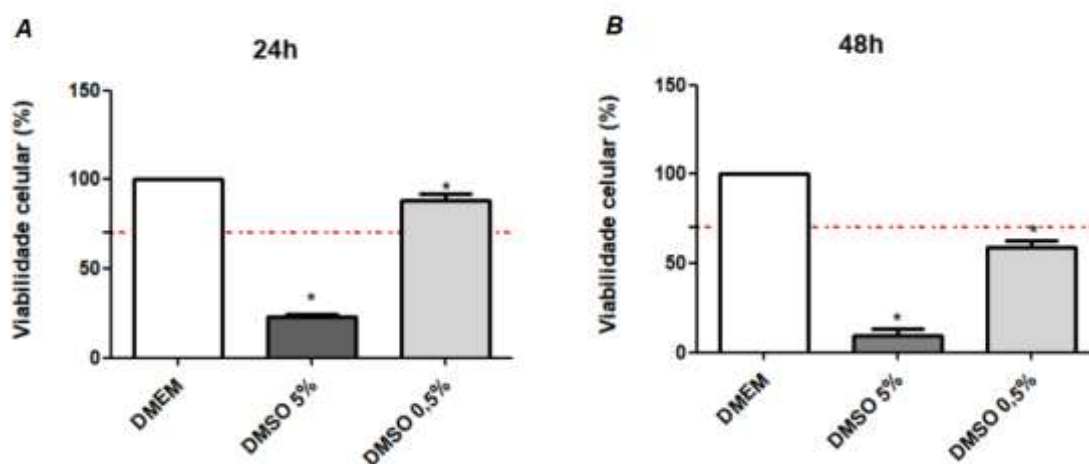 A
24h
Viabilidade celular (%)
150
100
50
0
*
*
DMEM
DMSO 5%
DMSO 0,5%
B
48h
Viabilidade celular (%)
150
100
50
0
*
*
DMEM
DMSO 5%
DMSO 0,5%